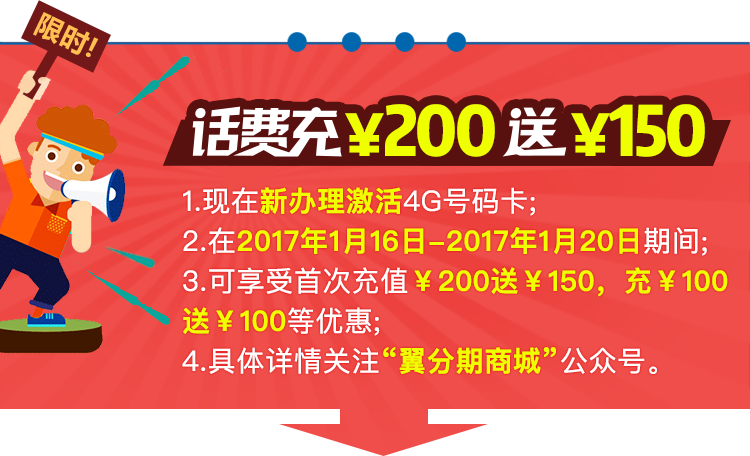 限时!
话费充¥200送¥150
1.现在新办理激活4G号码卡;
2.在2017年1月16日-2017年1月20日期间;
3.可享受首次充值¥200送¥150，充¥100
送¥100等优惠;
4.具体详情关注“翼分期商城”公众号。